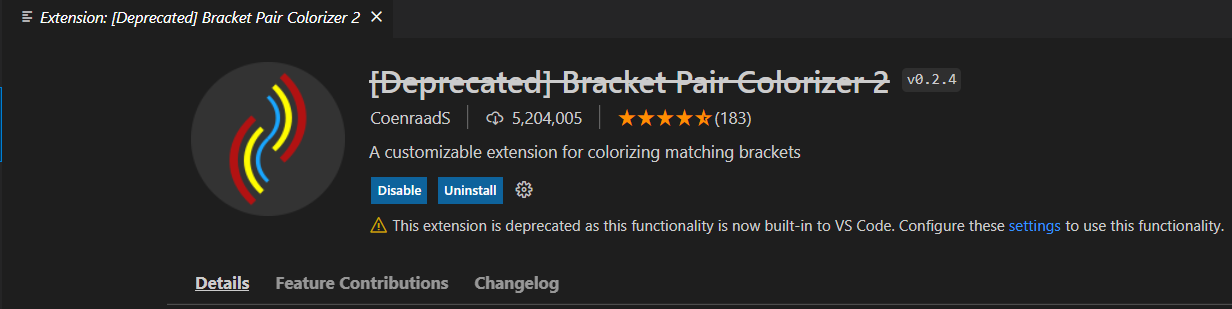 Extension: [Deprecated] Bracket Pair Colorizer 2
[Deprecated] Bracket Pair Colorizer 2 v0.2.4
CoenraadS 5,204,005 (183)
A customizable extension for colorizing matching brackets
Disable Uninstall
This extension is deprecated as this functionality is now built-in to VS Code. Configure these settings to use this functionality.
Details Feature Contributions Changelog